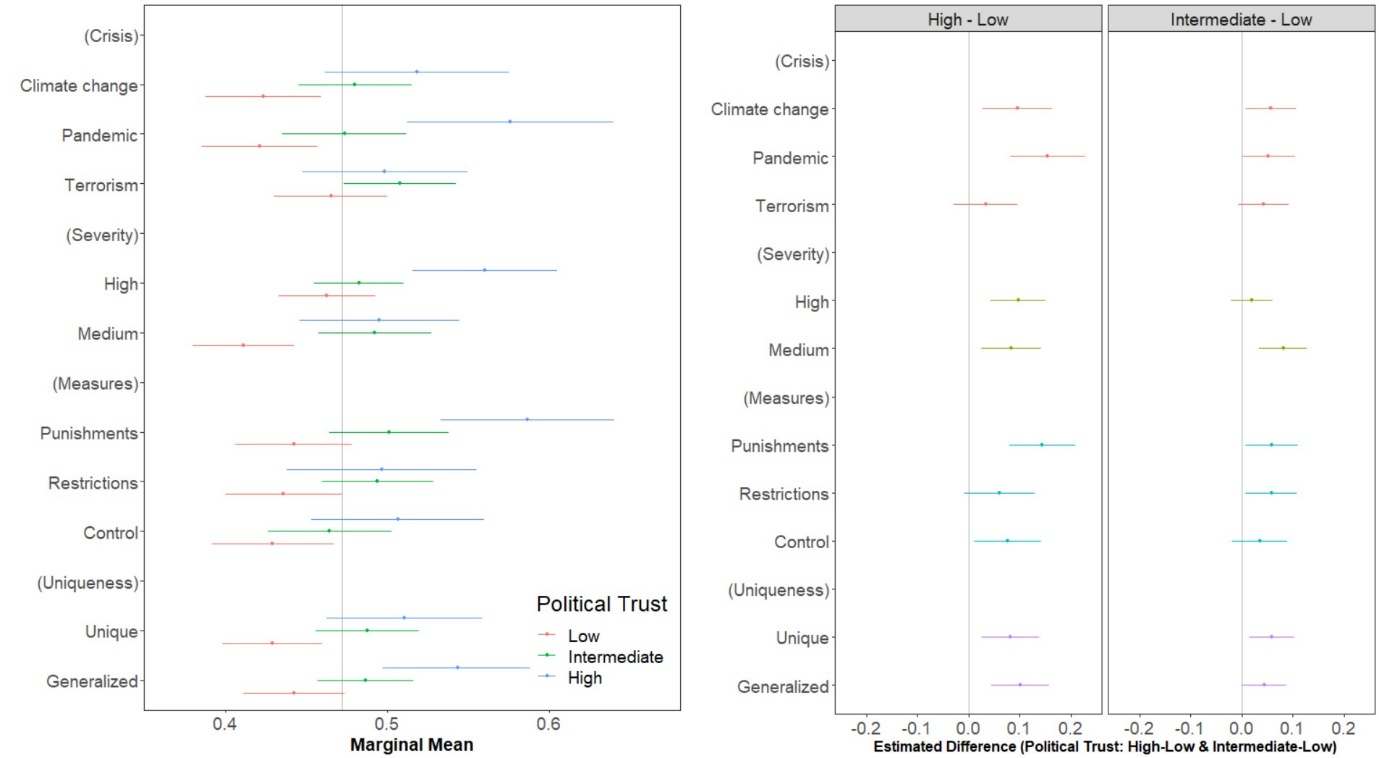 (Crisis)
Climate change
Pandemic
Terrorism
(Severity)
High
Medium
(Measures)
Punishments
Restrictions
Control
(Uniqueness)
Unique
Generalized
Political Trust
Low
Intermediate
High
0.4 0.5 0.6
Marginal Mean
High - Low Intermediate - Low
(Crisis)
Climate change
Pandemic
Terrorism
(Severity)
High
Medium
(Measures)
Punishments
Restrictions
Control
(Uniqueness)
Unique
Generalized
-0.2 -0.1 0.0 0.1 0.2 -0.2 -0.1 0.0 0.1 0.2
Estimated Difference (Political Trust: High-Low & Intermediate-Low)